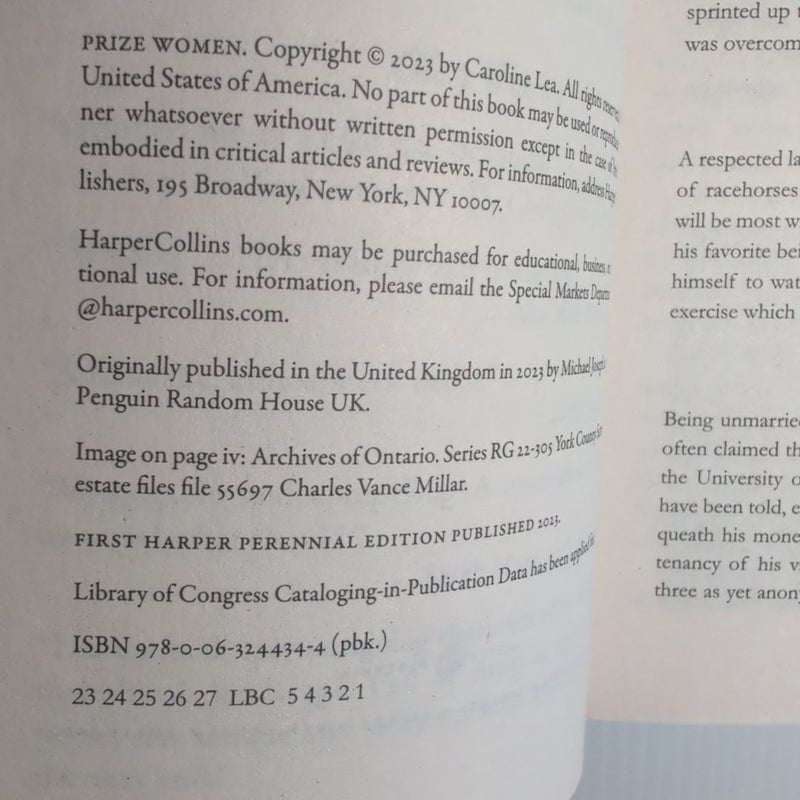 PRIZE WOMEN. Copyright © 2023 by Caroline Lea. All rights
United States of America. No part of this book may be used or
ner whatsoever without written permission except in the case of
embodied in critical articles and reviews. For information, address
lishers, 195 Broadway, New York, NY 10007.
HarperCollins books may be purchased for educational, business,
tional use. For information, please email the Special Markets
@harpercollins.com.
Originally published in the United Kingdom in 2023 by Michael Joseph
Penguin Random House UK.
Image on page iv: Archives of Ontario. Series RG 22-305 York County
estate files file 55697 Charles Vance Millar.
FIRST HARPER PERENNIAL EDITION PUBLISHED 2023.
Library of Congress Cataloging-in-Publication Data has been applied
ISBN 978-0-06-324434-4 (pbk.)
23 24 25 26 27 LBC 5 4 3 2 1
sprinted up
was overcom
A respected la
of racehorses
will be most w
his favorite bei
himself to wat
exercise which
Being unmarrie
often claimed th
the University o
have been told, e
queath his mone
tenancy of his v
three as yet anon